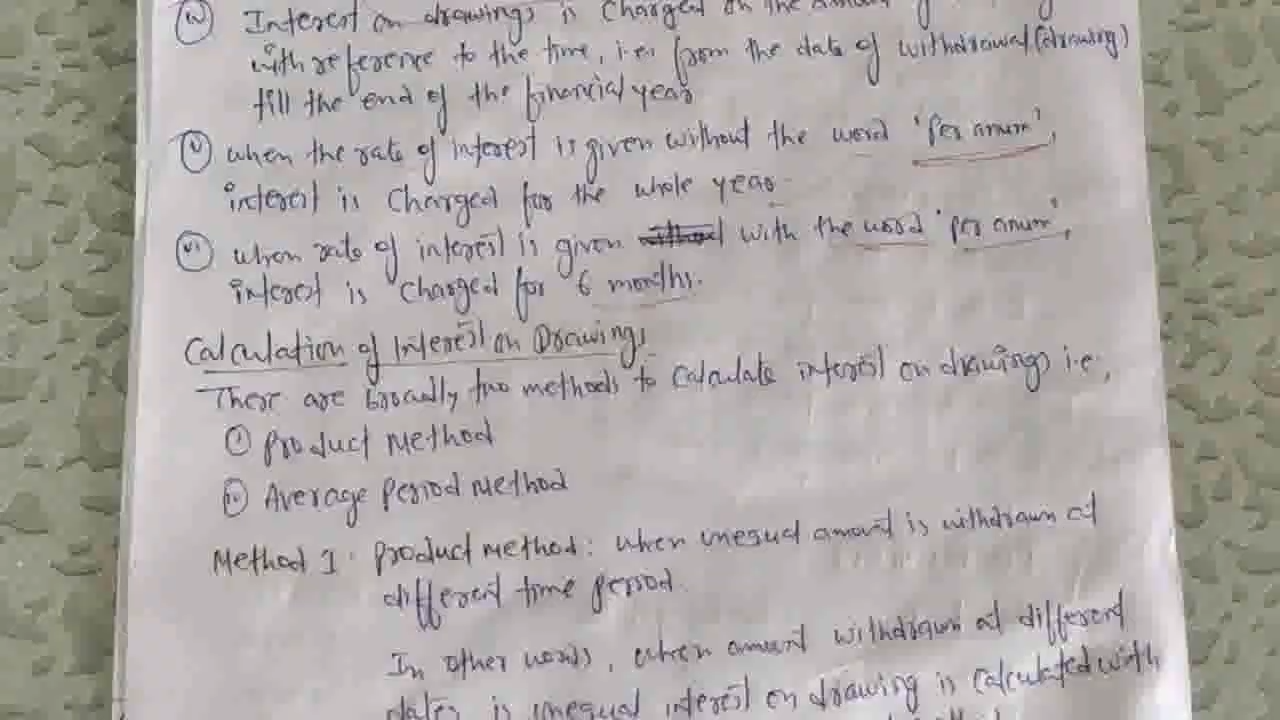 (iv) Interest on drawings is charged on the amount
with reference to the time, i.e. from the date of withdrawal (drawing)
till the end of the financial year
(v) when the rate of interest is given without the word 'per anum',
interest is charged for the whole year.
(vi) when rate of interest is given with the word 'per anum',
interest is charged for 6 months.
Calculation of Interest on Drawings
There are broadly two methods to calculate interest on drawings i.e,
(i) Product Method
(ii) Average Period Method
Method 1: Product method: when unequal amount is withdrawn at
different time period.
In other words, when amount withdrawn at different
dates is unequal interest on drawing is calculated with